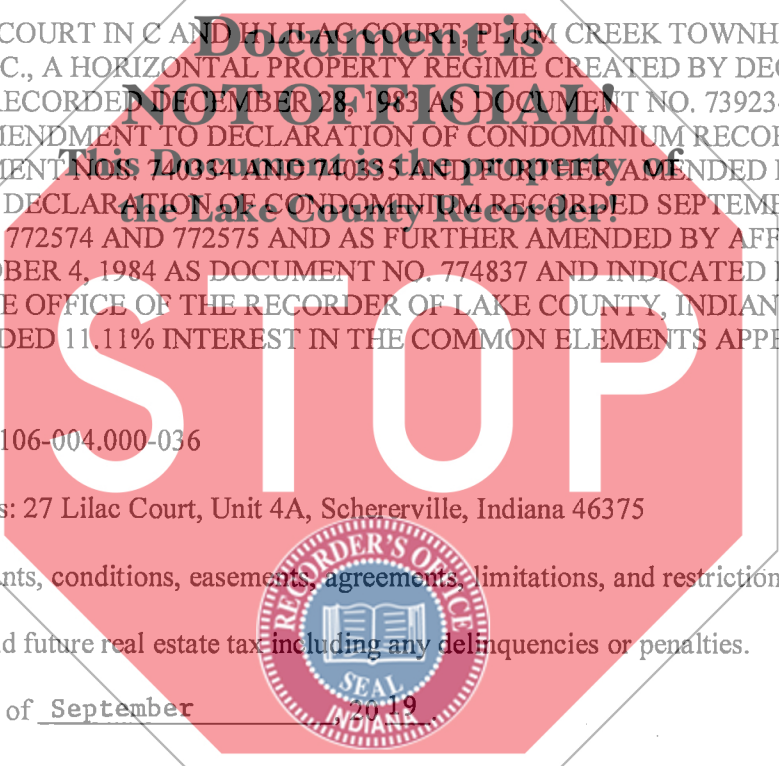 COURT IN C AND H LILAC COURT, PLUM CREEK TOWNH
Document is
C., A HORIZONTAL PROPERTY REGIME CREATED BY DEC
RECORDED DECEMBER 28, 1983 AS DOCUMENT NO. 73923
NOT OFFICIAL!
MENDMENT TO DECLARATION OF CONDOMINIUM RECOR
MENT NOS. 740334 AND 740335 AND FURTHER AMENDED
This Document is the property of
DECLARATION OF CONDOMINIUM RECORDED SEPTEME
the Lake County Recorder!
772574 AND 772575 AND AS FURTHER AMENDED BY AFF
BER 4, 1984 AS DOCUMENT NO. 774837 AND INDICATED
E OFFICE OF THE RECORDER OF LAKE COUNTY, INDIAN
DED 11.11% INTEREST IN THE COMMON ELEMENTS APPE
STOP
106-004.000-036
s: 27 Lilac Court, Unit 4A, Schererville, Indiana 46375
RECORDER'S OFFICE
nts, conditions, easements, agreements, limitations, and restriction
d future real estate tax including any delinquencies or penalties.
SEAL
of September, 2019.
INDIANA